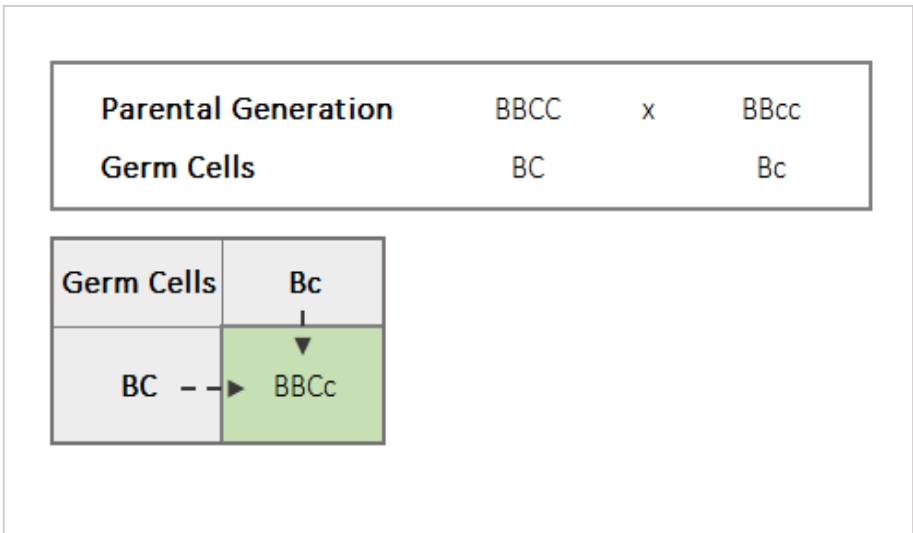 Parental Generation BBCC x BBcc
Germ Cells BC Bc
Germ Cells Bc
BC BBCc